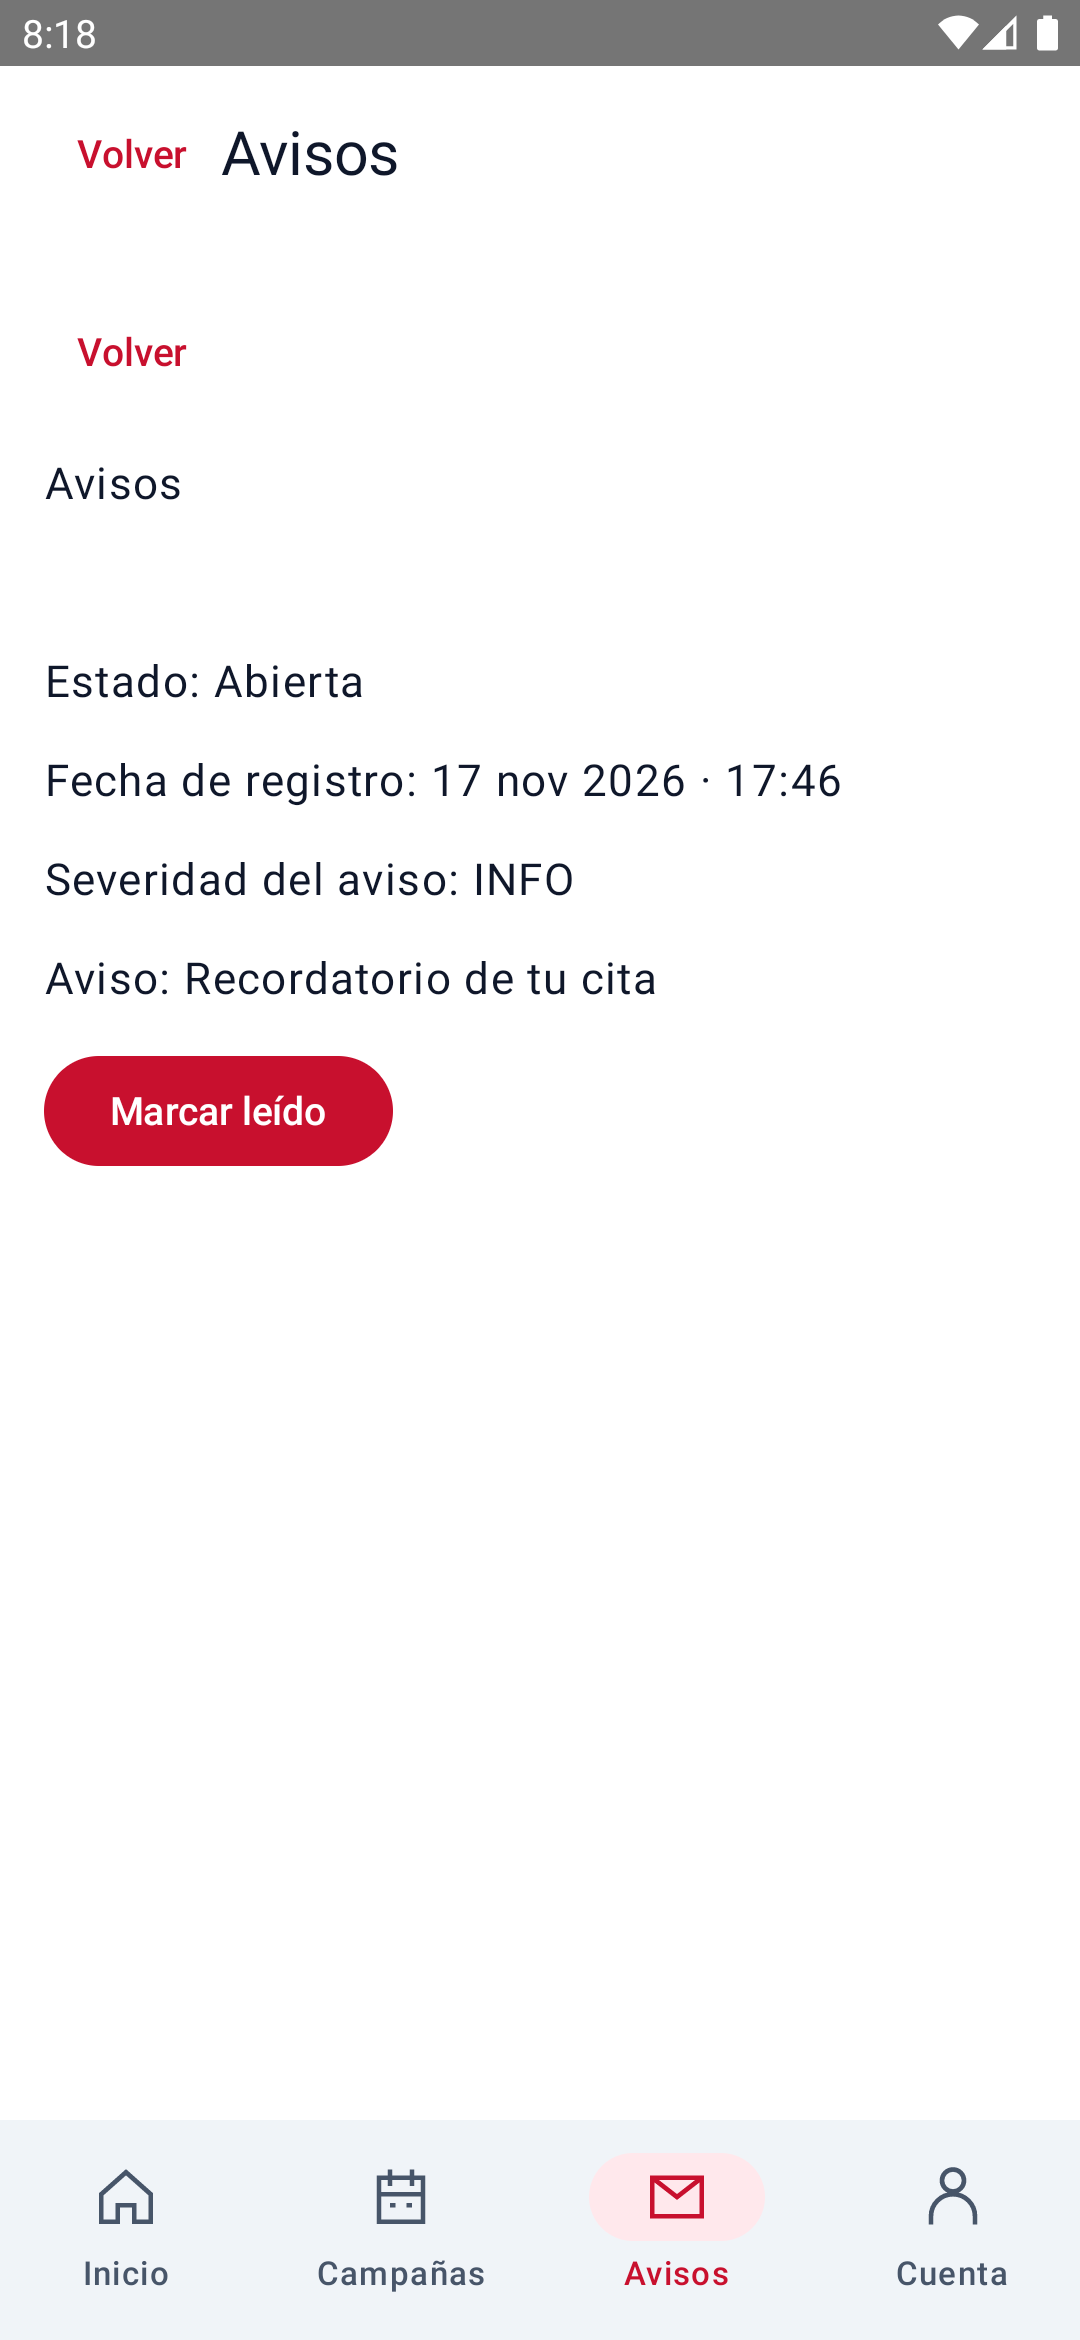 8:18
Volver Avisos
Volver
Avisos
Estado: Abierta
Fecha de registro: 17 nov 2026 · 17:46
Severidad del aviso: INFO
Aviso: Recordatorio de tu cita
Marcar leído
Inicio Campañas Avisos Cuenta